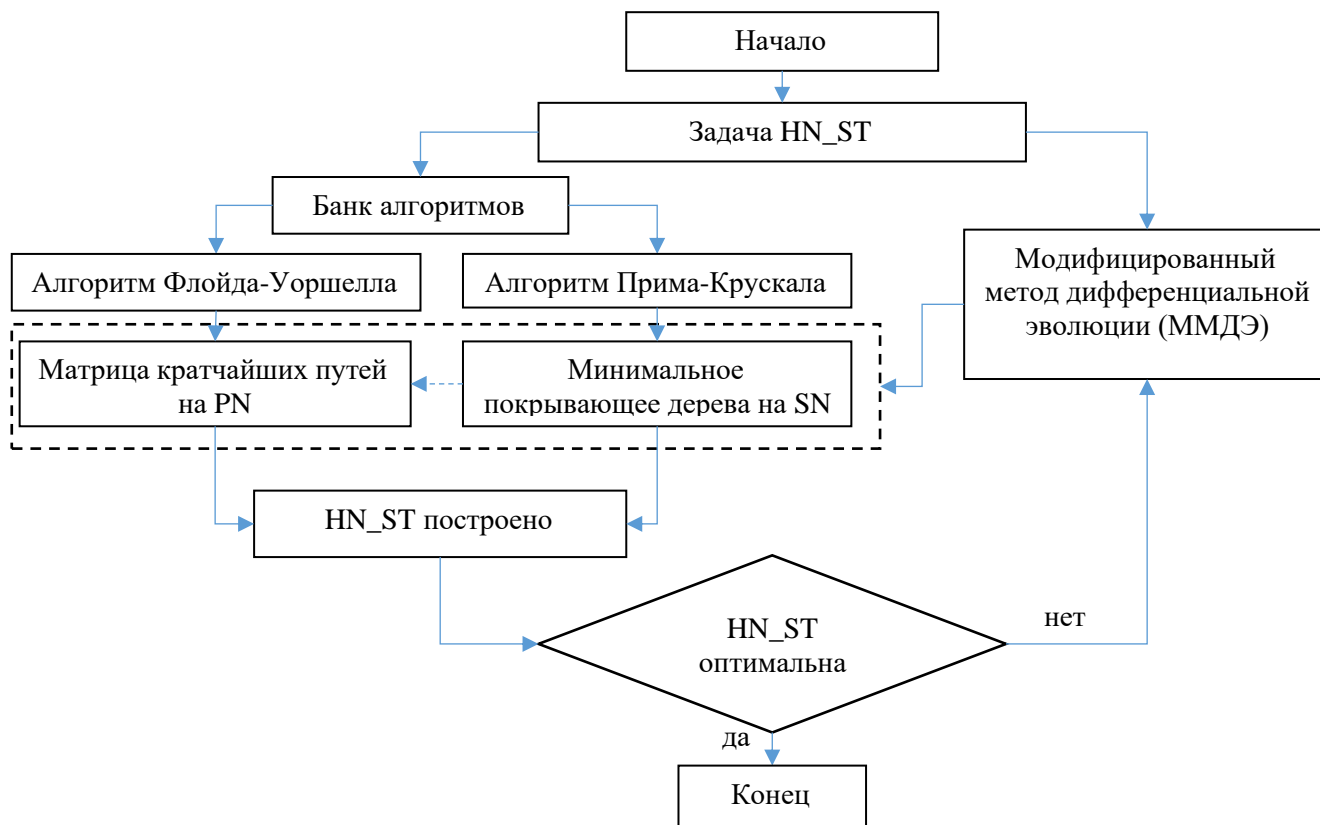 Начало
Задача HN_ST
Банк алгоритмов
Алгоритм Флойда-Уоршелла
Алгоритм Прима-Крускала
Модифицированный
метод дифференциальной
эволюции (ММДЭ)
Матрица кратчайших путей
на PN
Минимальное
покрывающее дерева на SN
HN_ST построено
HN_ST
оптимальна
нет
да
Конец